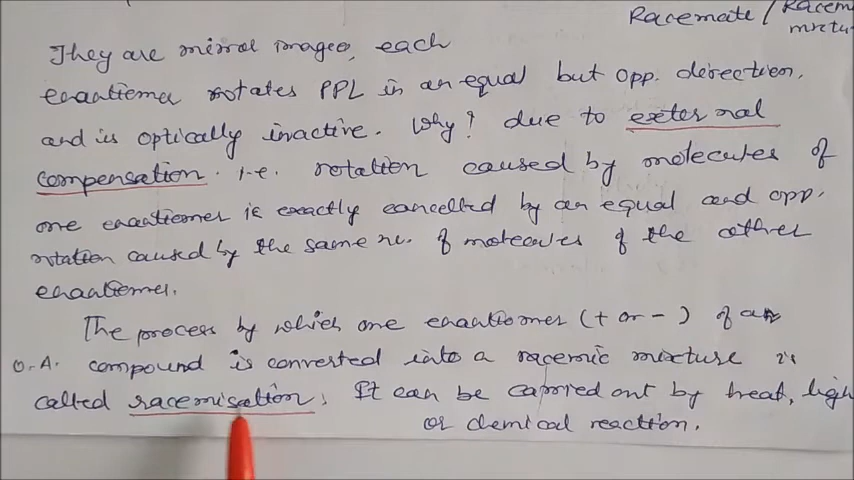 Racemate / Racem
mixtu
They are mirror images, each
enantiomer rotates PPL in an equal but opp. direction.
and is optically inactive. Why? due to external
compensation. i.e. rotation caused by molecules of
one enantiomer is exactly cancelled by an equal and opp.
rotation caused by the same no. of molecules of the other
enantiomer.
The process by which one enantiomer (+ or -) of an
O.A. compound is converted into a racemic mixture is
called racemisation. It can be carried out by heat, ligh
or chemical reaction.